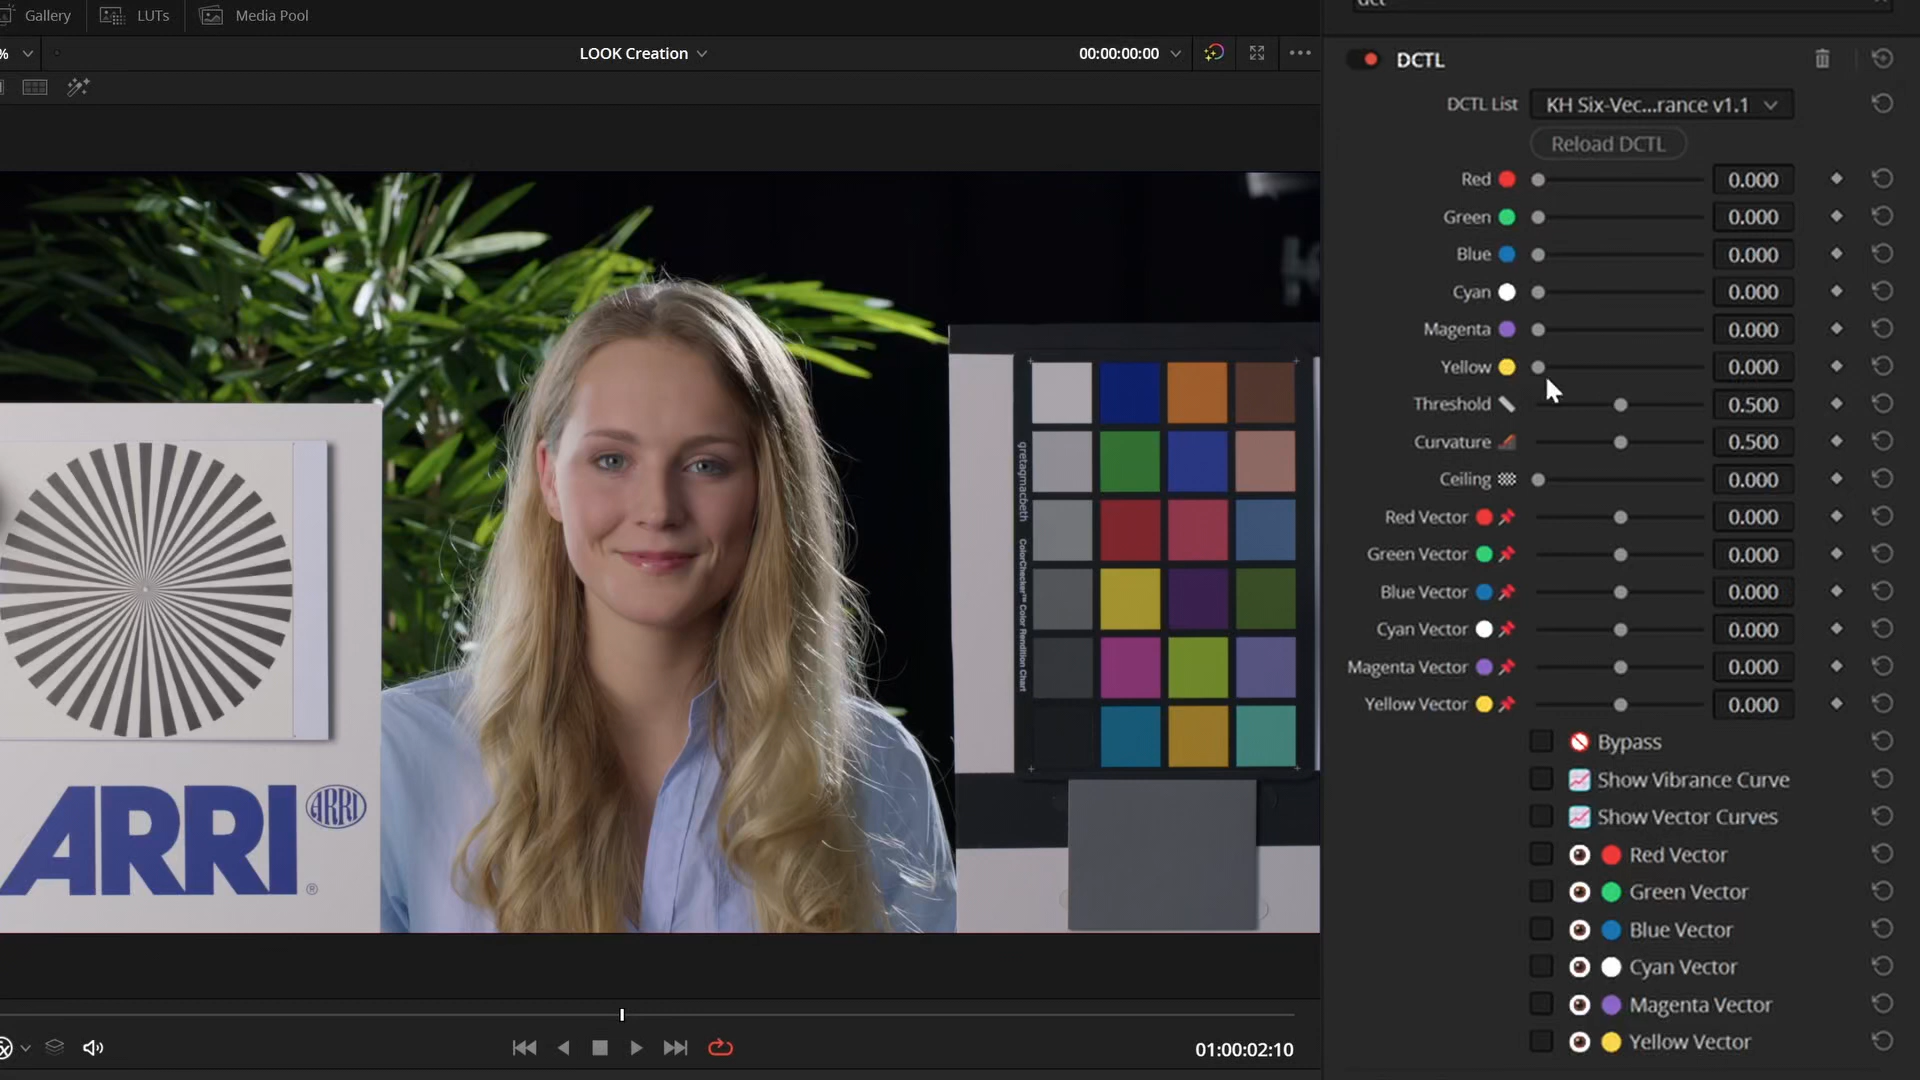 Gallery
LUTs
Media Pool
%
LOOK Creation
00:00:00:00
DCTL
DCTL List
KH Six-Vec...rance v1.1
Reload DCTL
Red
0.000
Green
0.000
Blue
0.000
Cyan
0.000
Magenta
0.000
Yellow
0.000
Threshold
0.500
Curvature
0.500
Ceiling
0.000
Red Vector
0.000
Green Vector
0.000
Blue Vector
0.000
Cyan Vector
0.000
Magenta Vector
0.000
Yellow Vector
0.000
Bypass
Show Vibrance Curve
Show Vector Curves
Red Vector
Green Vector
Blue Vector
Cyan Vector
Magenta Vector
Yellow Vector
gretagmacbeth
ColorChecker™ Color Rendition Chart
ARRI
ARRI
®
01:00:02:10